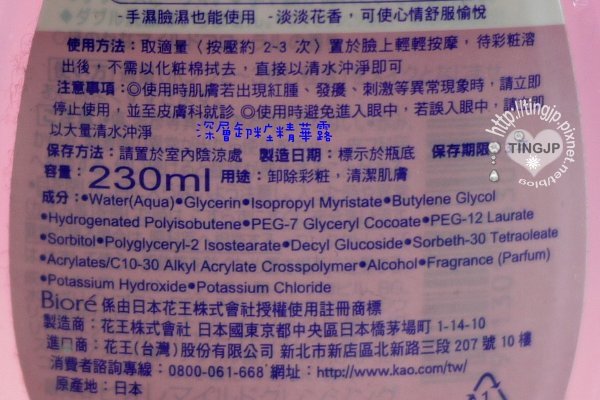 -手濕臉濕也能使用 -淡淡花香，可使心情舒服愉悅
使用方法：取適量〈按壓約 2~3 次〉置於臉上輕輕按摩，待彩粧溶
出後，不需以化粧棉拭去，直接以清水沖淨即可
注意事項：◎使用時肌膚若出現紅腫、發癢、刺激等異常現象時，請立即
停止使用，並至皮膚科就診 ◎使用時避免進入眼中，若誤入眼中，請
以大量清水沖淨
深層卸粧精華露
保存方法：請置於室內陰涼處 製造日期：標示於瓶底 保存期限
容量：230ml 用途：卸除彩粧，清潔肌膚
成分：●Water(Aqua)●Glycerin●Isopropyl Myristate●Butylene Glycol
●Hydrogenated Polyisobutene●PEG-7 Glyceryl Cocoate●PEG-12 Laurate
●Sorbitol●Polyglyceryl-2 Isostearate●Decyl Glucoside●Sorbeth-30 Tetraoleate
●Acrylates/C10-30 Alkyl Acrylate Crosspolymer●Alcohol●Fragrance (Parfum)
●Potassium Hydroxide●Potassium Chloride
Bioré 係由日本花王株式會社授權使用註冊商標
製造商：花王株式會社 日本國東京都中央區日本橋茅場町 1-14-10
進口商：花王(台灣)股份有限公司 新北市新店區北新路三段 207 號 10 樓
消費者諮詢專線：0800-061-668 網址：http://www.kao.com/tw/
原產地：日本
http://tingjp.pixnet.net/blog
TINGJP